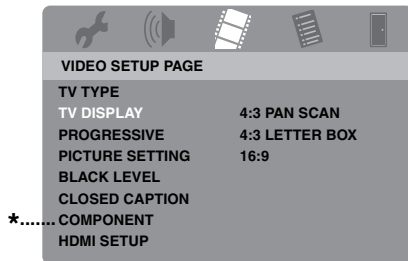 VIDEO SETUP PAGE
TV TYPE
TV DISPLAY 4:3 PAN SCAN
PROGRESSIVE 4:3 LETTER BOX
PICTURE SETTING 16:9
BLACK LEVEL
CLOSED CAPTION
*....... COMPONENT
HDMI SETUP